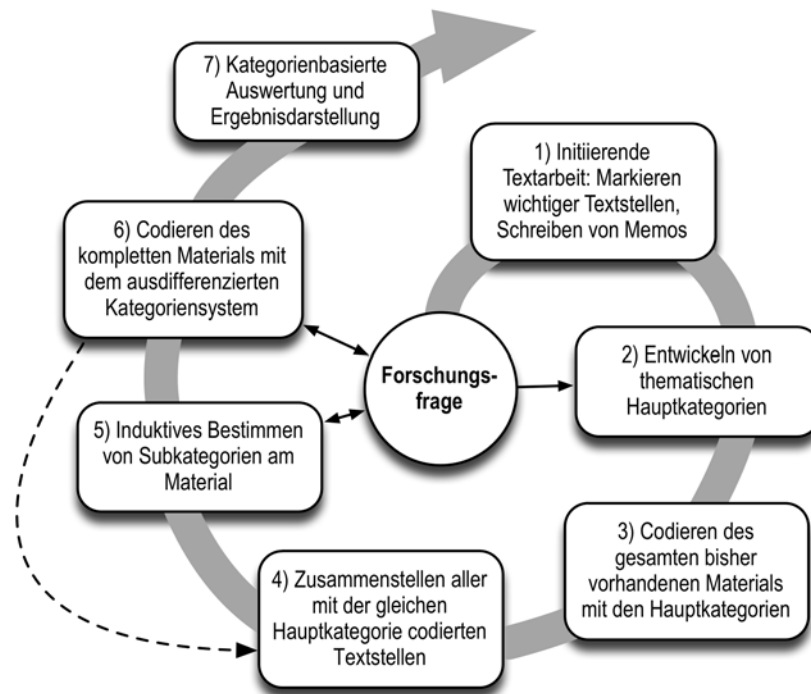 7) Kategorienbasierte
Auswertung und
Ergebnisdarstellung
1) Initiierende
Textarbeit: Markieren
wichtiger Textstellen,
Schreiben von Memos
6) Codieren des
kompletten Materials mit
dem ausdifferenzierten
Kategoriensystem
Forschungs-
frage
2) Entwickeln von
thematischen
Hauptkategorien
5) Induktives Bestimmen
von Subkategorien am
Material
3) Codieren des
gesamten bisher
vorhandenen Materials
mit den Hauptkategorien
4) Zusammenstellen aller
mit der gleichen
Hauptkategorie codierten
Textstellen